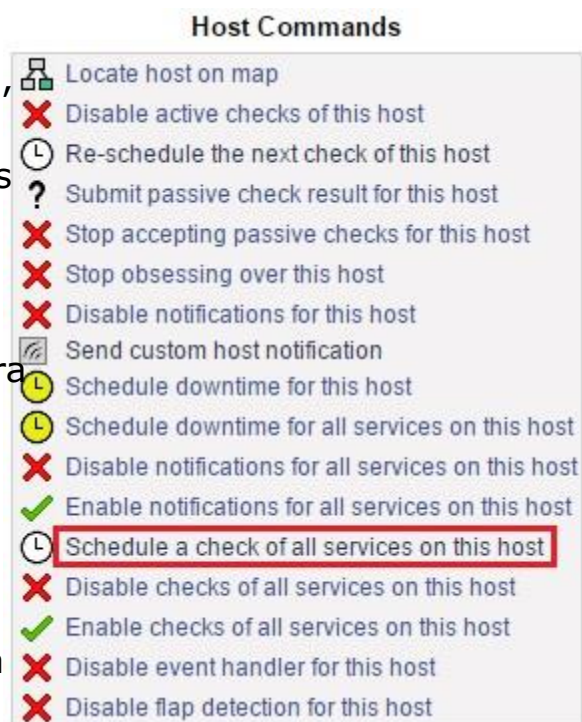 Host Commands
,
Locate host on map
Disable active checks of this host
Re-schedule the next check of this host
s
? Submit passive check result for this host
Stop accepting passive checks for this host
Stop obsessing over this host
Disable notifications for this host
Send custom host notification
ra
Schedule downtime for this host
Schedule downtime for all services on this host
Disable notifications for all services on this host
Enable notifications for all services on this host
Schedule a check of all services on this host
Disable checks of all services on this host
Enable checks of all services on this host
Disable event handler for this host
Disable flap detection for this host